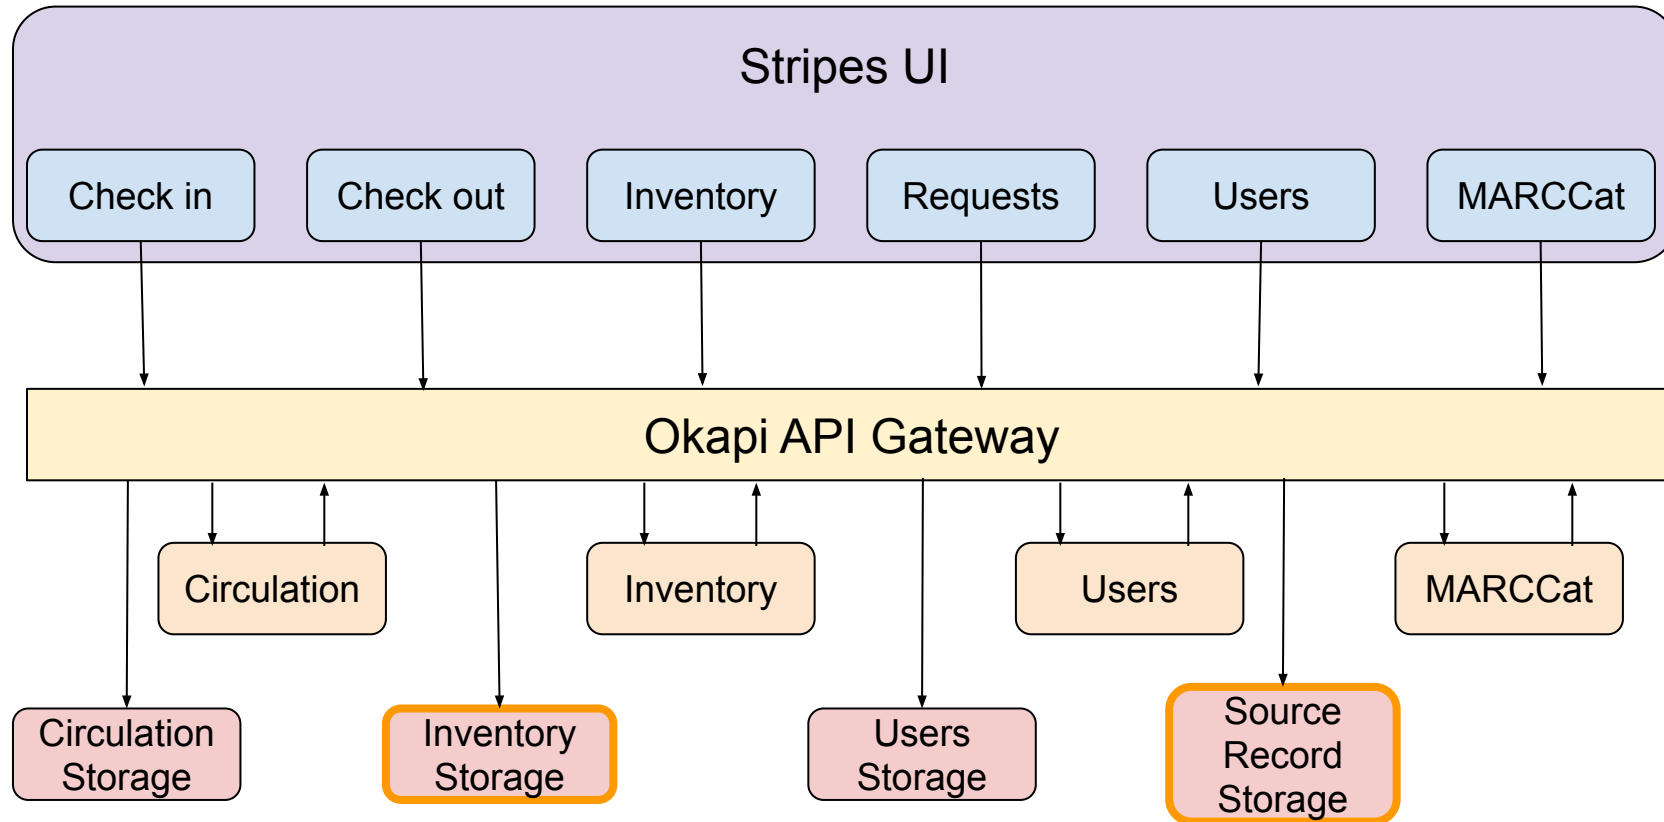 Stripes UI
Check in
Check out
Inventory
Requests
Users
MARCCat
Okapi API Gateway
Circulation
Inventory
Users
MARCCat
Circulation
Storage
Inventory
Storage
Users
Storage
Source
Record
Storage